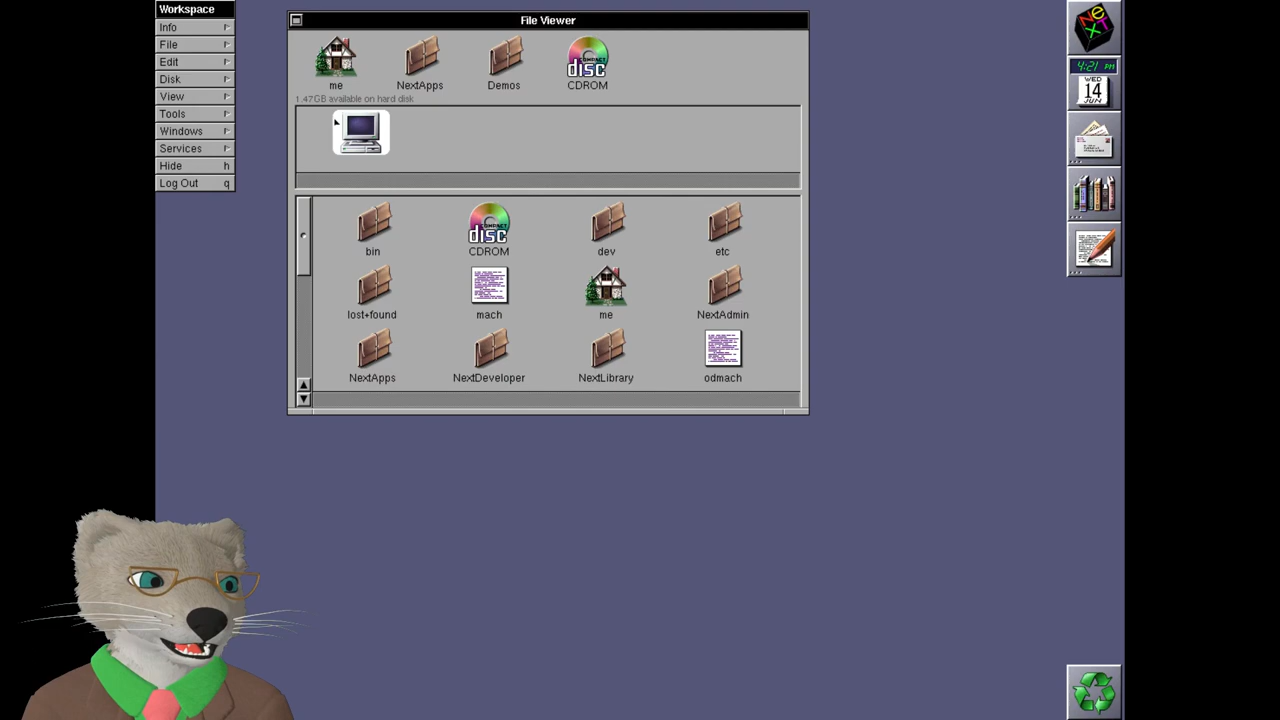 Workspace
Info
File
Edit
Disk
View
Tools
Windows
Services
Hide h
Log Out q
File Viewer
me NextApps Demos CDROM
1.47GB available on hard disk
bin CDROM dev etc
lost+found mach me NextAdmin
NextApps NextDeveloper NextLibrary odmach
NeXT
4:21 PM
WED
14
JUN